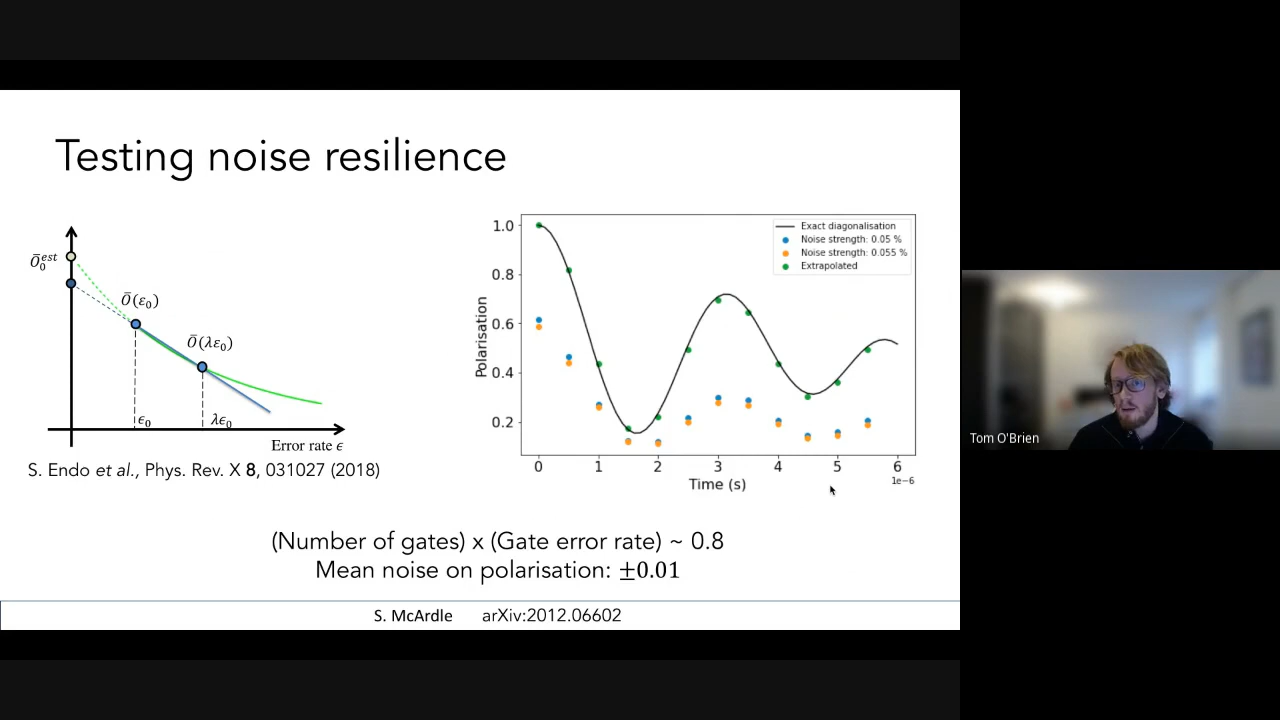 Testing noise resilience
Ō₀ᵉˢᵗ
Ō(ε₀)
Ō(λε₀)
ϵ₀
λϵ₀
Error rate ϵ
S. Endo et al., Phys. Rev. X 8, 031027 (2018)
1.0
0.8
0.6
0.4
0.2
Polarisation
Exact diagonalisation
Noise strength: 0.05 %
Noise strength: 0.055 %
Extrapolated
0 1 2 3 4 5 6
1e−6
Time (s)
(Number of gates) x (Gate error rate) ~ 0.8
Mean noise on polarisation: ±0.01
S. McArdle arXiv:2012.06602
Tom O'Brien